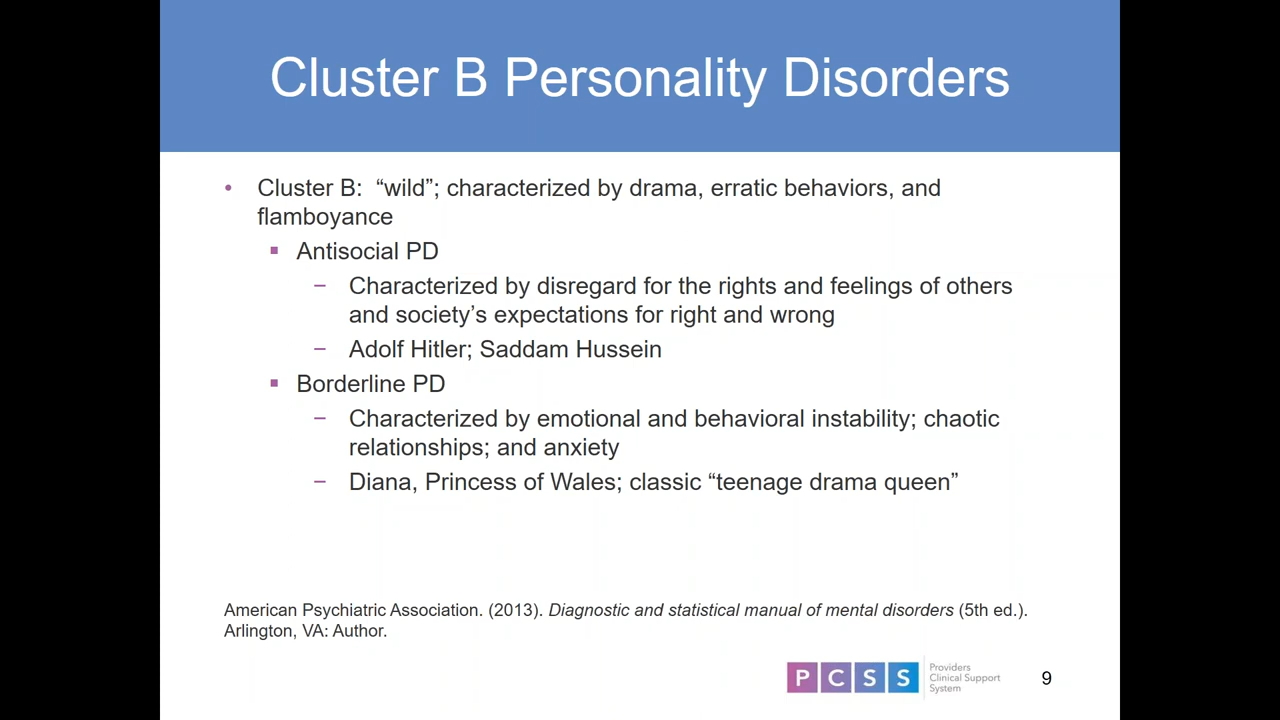 Cluster B Personality Disorders
• Cluster B:  “wild”; characterized by drama, erratic behaviors, and
flamboyance
▪ Antisocial PD
– Characterized by disregard for the rights and feelings of others
and society’s expectations for right and wrong
– Adolf Hitler; Saddam Hussein
▪ Borderline PD
– Characterized by emotional and behavioral instability; chaotic
relationships; and anxiety
– Diana, Princess of Wales; classic “teenage drama queen”
American Psychiatric Association. (2013). Diagnostic and statistical manual of mental disorders (5th ed.).
Arlington, VA: Author.
PCSS
Providers
Clinical Support
System
9